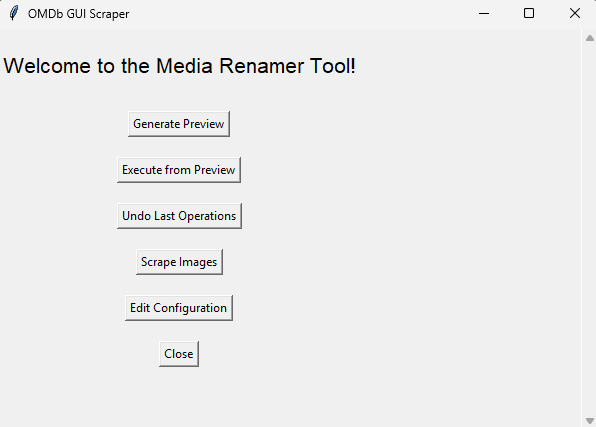 OMDb GUI Scraper
Welcome to the Media Renamer Tool!
Generate Preview
Execute from Preview
Undo Last Operations
Scrape Images
Edit Configuration
Close